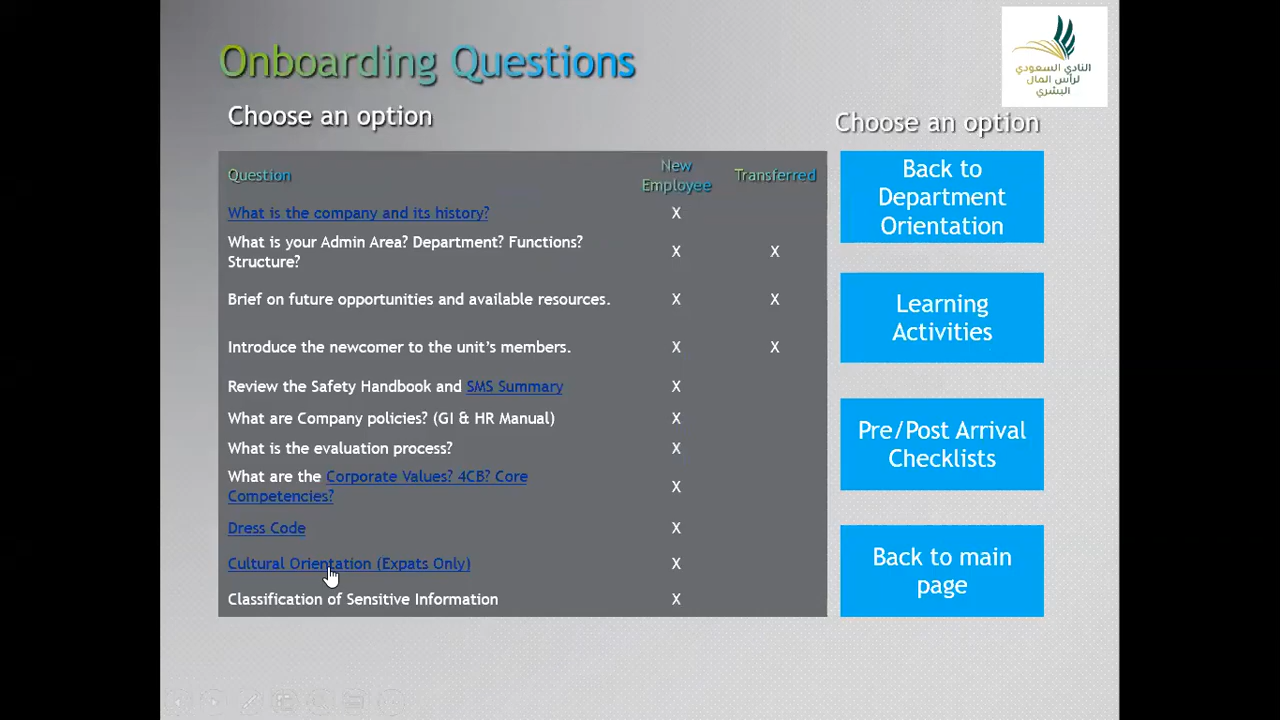 Onboarding Questions
النادي السعودي
لرأس المال
البشري
Choose an option
Choose an option
Question
New
Employee
Transferred
What is the company and its history?
X
What is your Admin Area? Department? Functions?
Structure?
X
X
Brief on future opportunities and available resources.
X
X
Introduce the newcomer to the unit's members.
X
X
Review the Safety Handbook and SMS Summary
X
What are Company policies? (GI & HR Manual)
X
What is the evaluation process?
X
What are the Corporate Values? 4CB? Core
Competencies?
X
Dress Code
X
Cultural Orientation (Expats Only)
X
Classification of Sensitive Information
X
Back to
Department
Orientation
Learning
Activities
Pre/Post Arrival
Checklists
Back to main
page